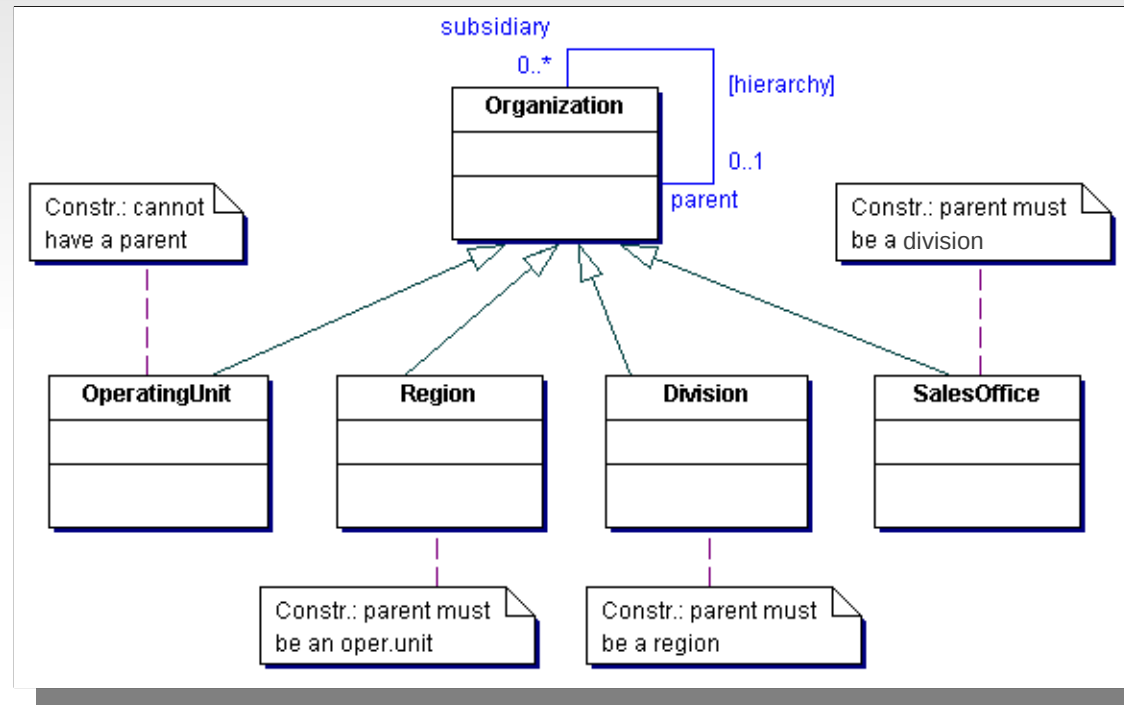 subsidiary
0..*
[hierarchy]
Organization
0..1
parent
Constr.: cannot
have a parent
Constr.: parent must
be a division
OperatingUnit
Region
Division
SalesOffice
Constr.: parent must
be an oper.unit
Constr.: parent must
be a region